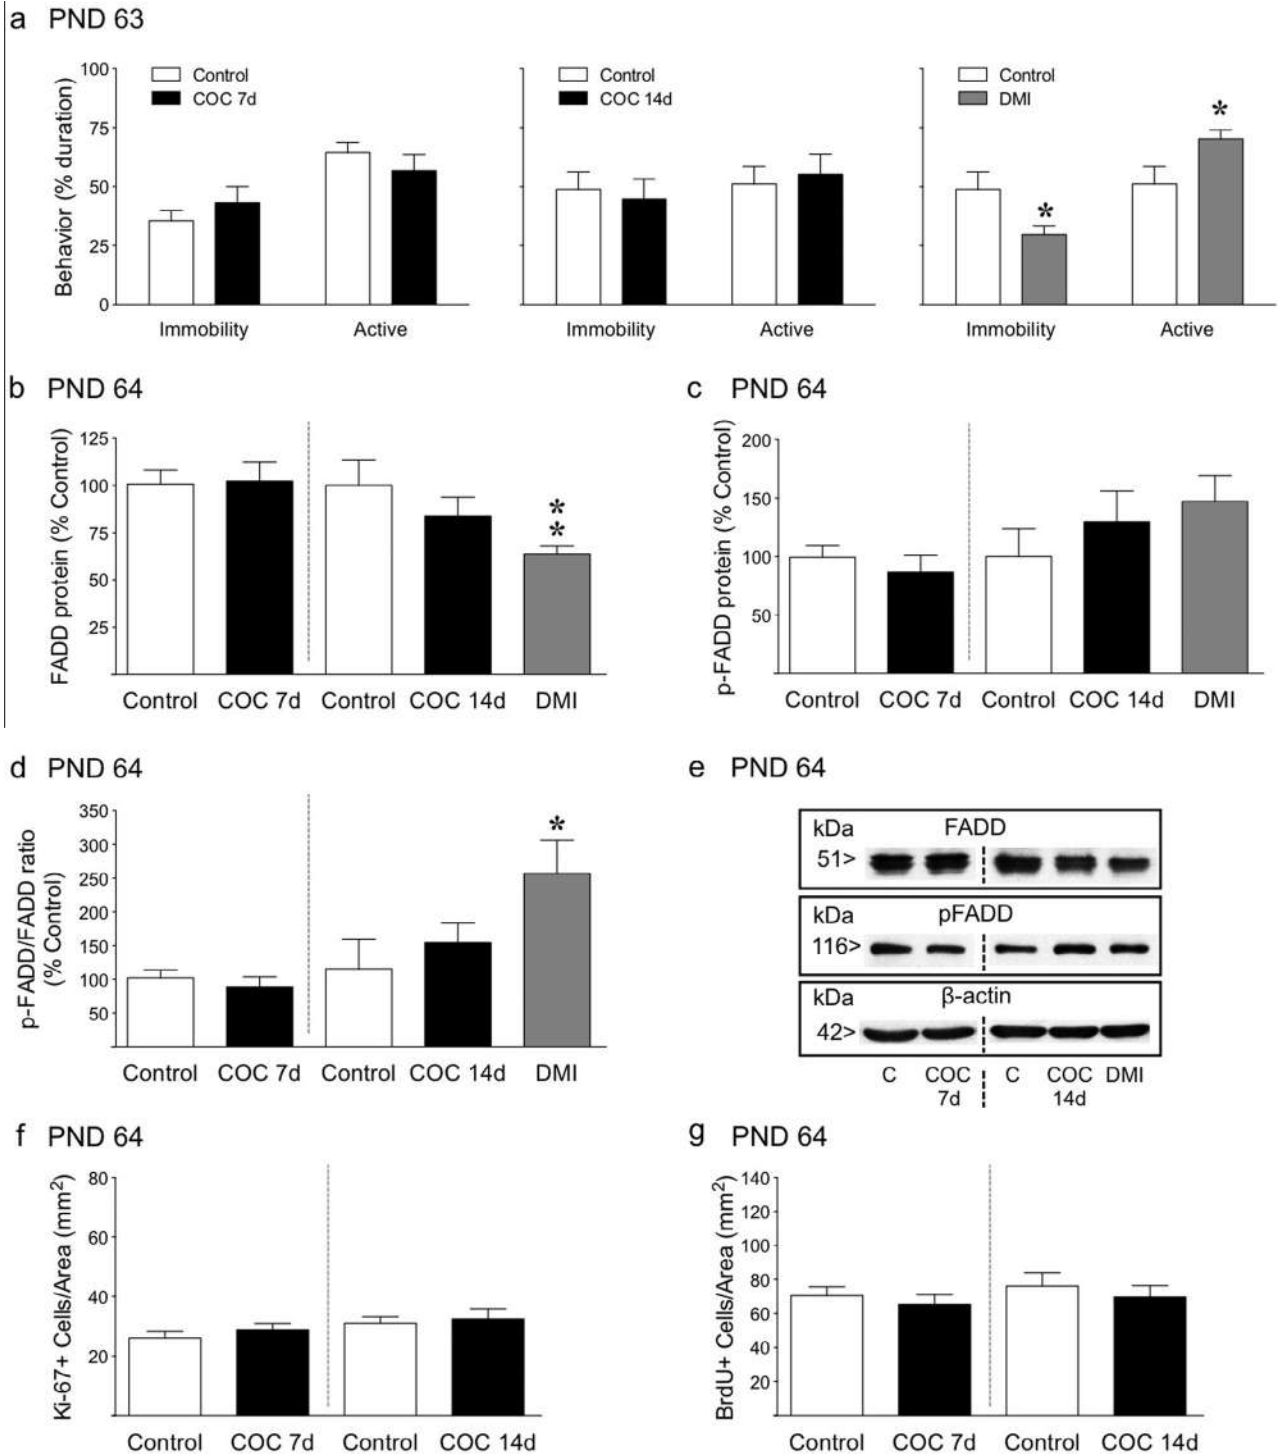 a PND 63
Behavior (% duration)
100
75
50
25
0
Control
COC 7d
Immobility Active
Control
COC 14d
Immobility Active
Control
DMI
*
*
Immobility Active
b PND 64
FADD protein (% Control)
125
100
75
50
25
*
*
Control COC 7d Control COC 14d DMI
c PND 64
p-FADD protein (% Control)
200
150
100
50
Control COC 7d Control COC 14d DMI
d PND 64
p-FADD/FADD ratio
(% Control)
350
300
250
200
150
100
50
*
Control COC 7d Control COC 14d DMI
e PND 64
kDa FADD
51>
kDa pFADD
116>
kDa β-actin
42>
C COC C COC DMI
7d 14d
f PND 64
Ki-67+ Cells/Area (mm²)
80
60
40
20
Control COC 7d Control COC 14d
g PND 64
BrdU+ Cells/Area (mm²)
140
120
100
80
60
40
20
Control COC 7d Control COC 14d